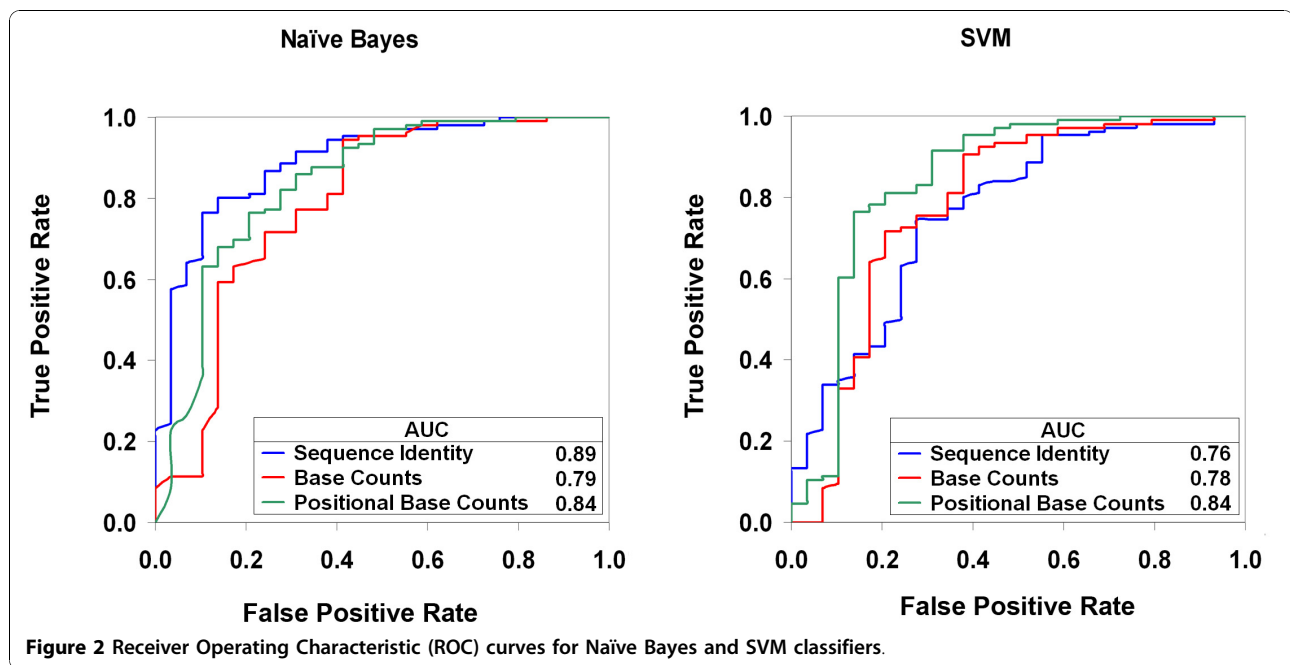 Naïve Bayes
True Positive Rate
1.0
0.8
0.6
0.4
0.2
0.0
AUC
Sequence Identity 0.89
Base Counts 0.79
Positional Base Counts 0.84
0.0 0.2 0.4 0.6 0.8 1.0
False Positive Rate
SVM
True Positive Rate
1.0
0.8
0.6
0.4
0.2
0.0
AUC
Sequence Identity 0.76
Base Counts 0.78
Positional Base Counts 0.84
0.0 0.2 0.4 0.6 0.8 1.0
False Positive Rate
Figure 2 Receiver Operating Characteristic (ROC) curves for Naïve Bayes and SVM classifiers.